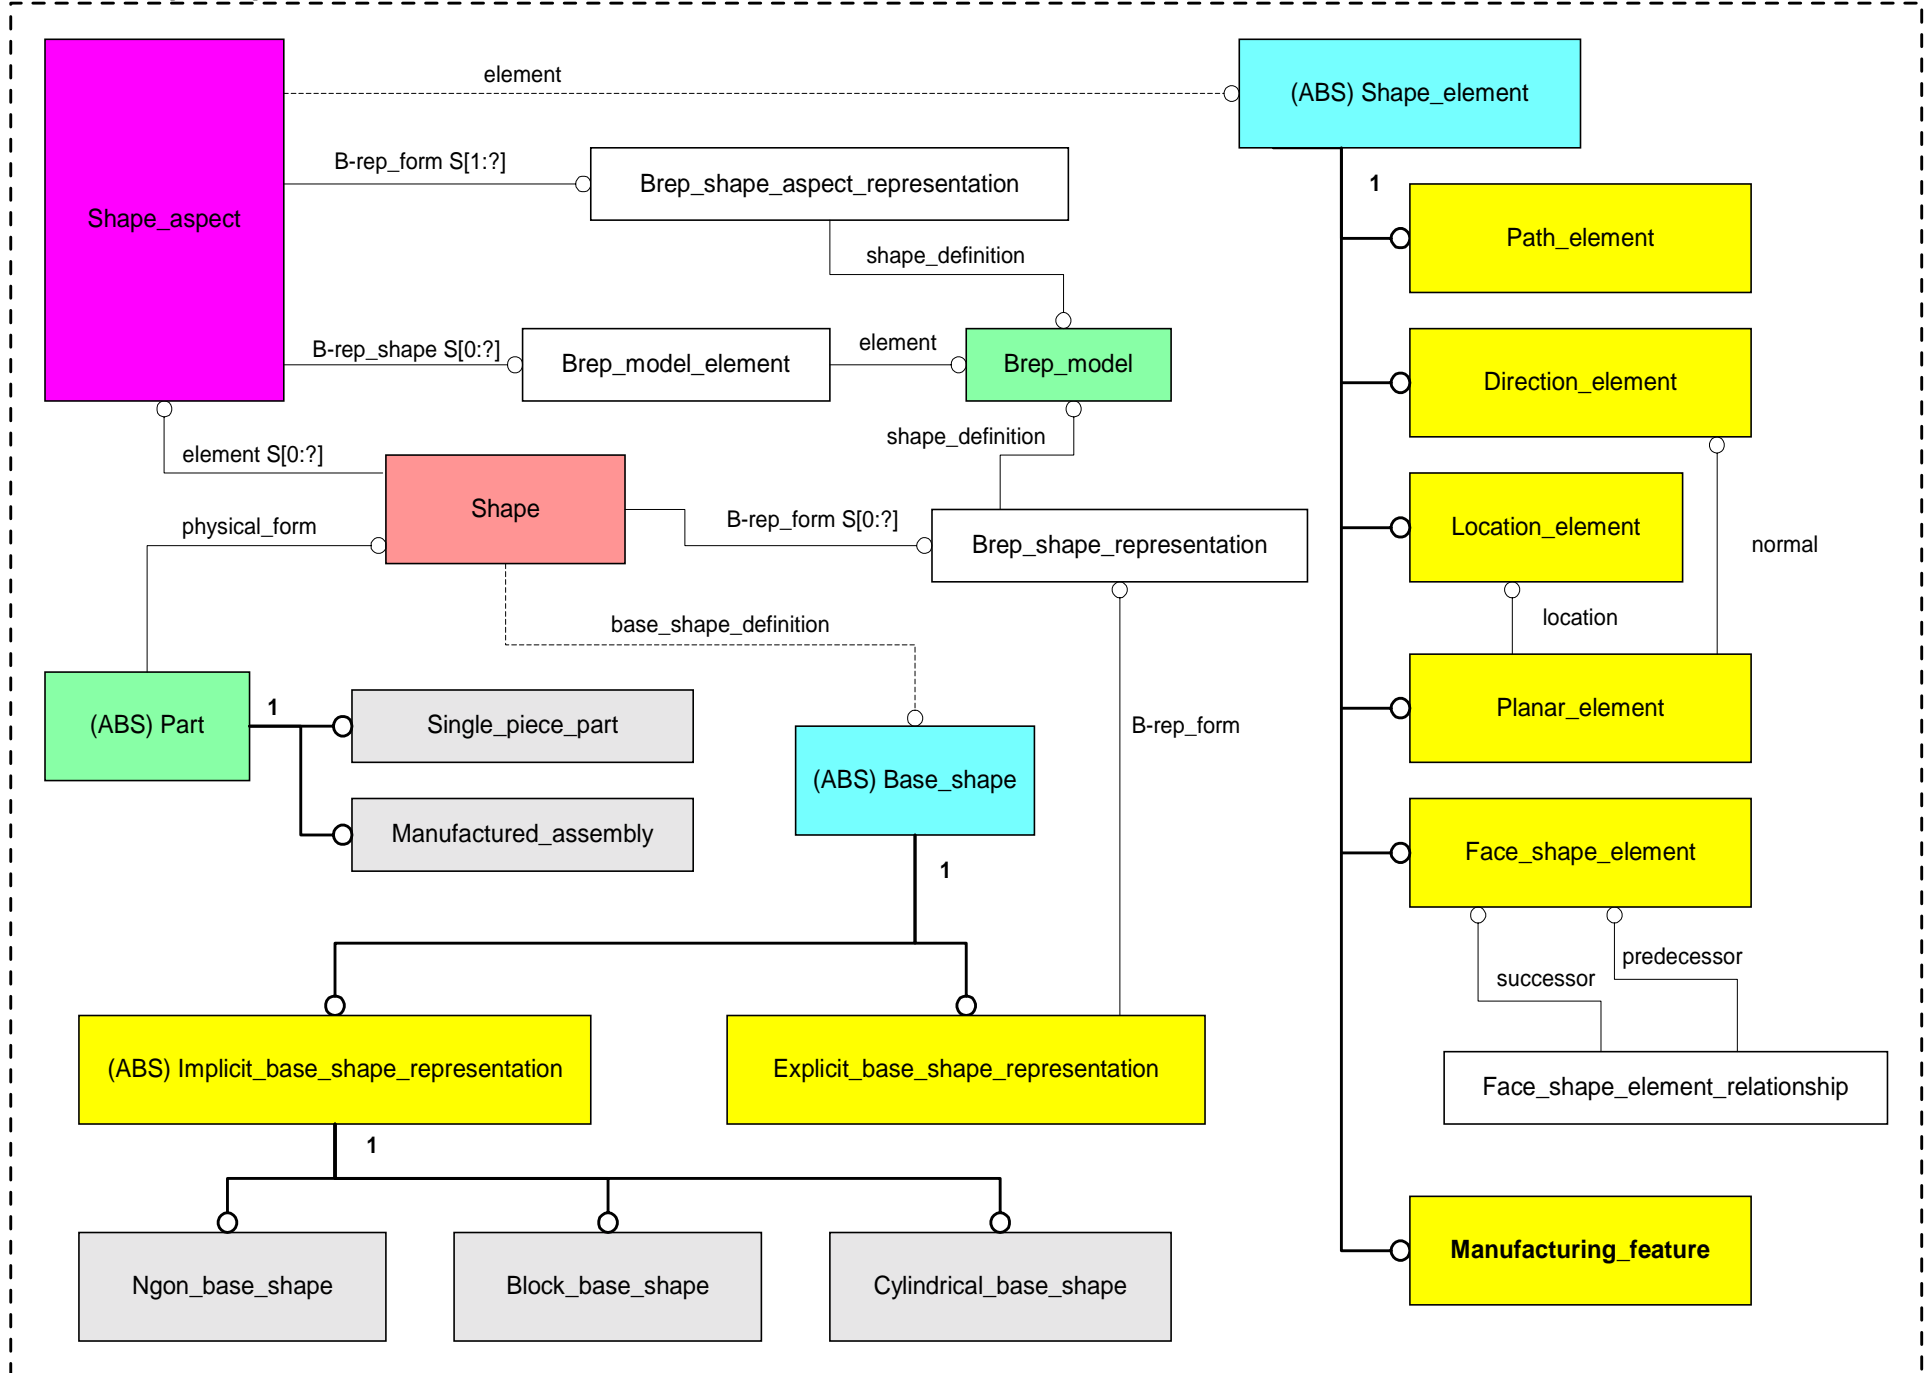 element
(ABS) Shape_element
B-rep_form S[1:?]
Brep_shape_aspect_representation
1
Shape_aspect
Path_element
shape_definition
B-rep_shape S[0:?]
Brep_model_element
element
Brep_model
Direction_element
element S[0:?]
shape_definition
Shape
physical_form
B-rep_form S[0:?]
Brep_shape_representation
Location_element
normal
base_shape_definition
location
(ABS) Part
1
Single_piece_part
B-rep_form
Planar_element
(ABS) Base_shape
Manufactured_assembly
1
Face_shape_element
successor
predecessor
(ABS) Implicit_base_shape_representation
Explicit_base_shape_representation
Face_shape_element_relationship
1
Manufacturing_feature
Ngon_base_shape
Block_base_shape
Cylindrical_base_shape